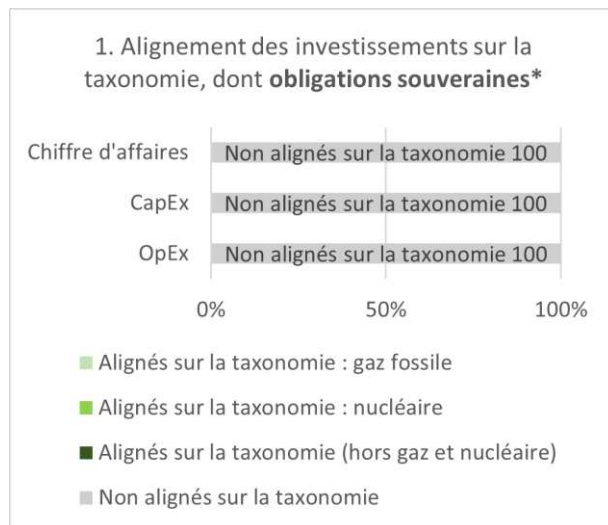 1. Alignement des investissements sur la
taxonomie, dont obligations souveraines*
Chiffre d'affaires
Non alignés sur la taxonomie 100
CapEx
Non alignés sur la taxonomie 100
OpEx
Non alignés sur la taxonomie 100
0%
50%
100%
Alignés sur la taxonomie : gaz fossile
Alignés sur la taxonomie : nucléaire
Alignés sur la taxonomie (hors gaz et nucléaire)
Non alignés sur la taxonomie